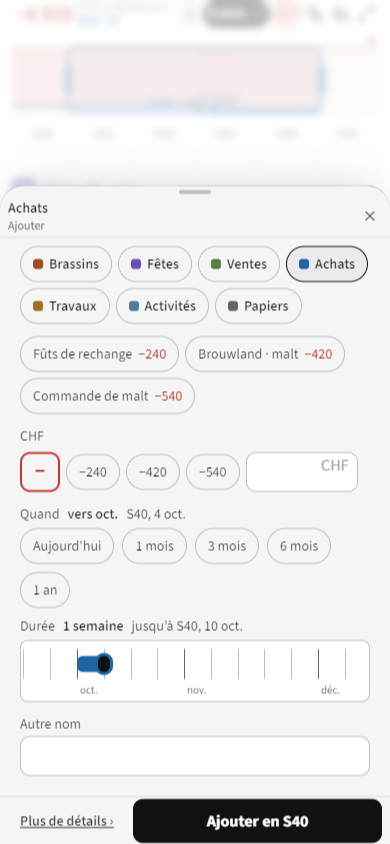 Achats
Ajouter
×
Brassins Fêtes Ventes Achats
Travaux Activités Papiers
Fûts de rechange −240 Brouwland · malt −420
Commande de malt −540
CHF
− −240 −420 −540 CHF
Quand vers oct. S40, 4 oct.
Aujourd'hui 1 mois 3 mois 6 mois
1 an
Durée 1 semaine jusqu'à S40, 10 oct.
oct. nov. déc.
Autre nom
Plus de détails › Ajouter en S40